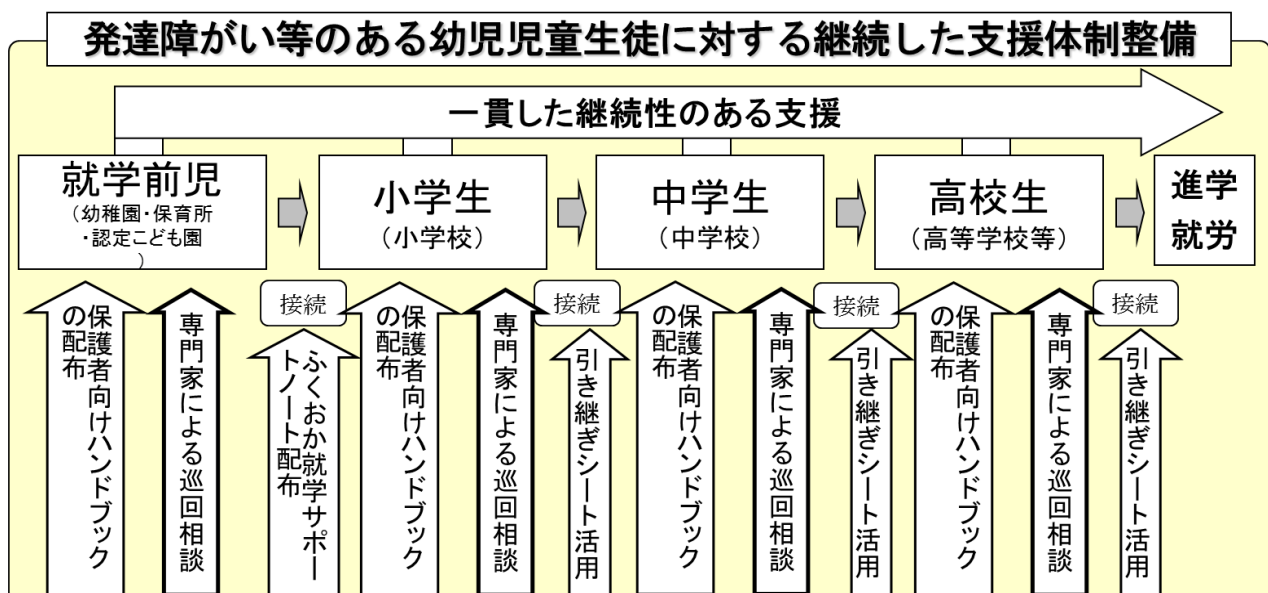 発達障がい等のある幼児児童生徒に対する継続した支援体制整備
一貫した継続性のある支援
就学前児
（幼稚園・保育所
・認定こども園
）
小学生
（小学校）
中学生
（中学校）
高校生
（高等学校等）
進学
就労
接続
接続
接続
接続
保護者向けハンドブック
の配布
専門家による巡回相談
ふくおか就学サポー
トノート配布
保護者向けハンドブック
の配布
専門家による巡回相談
引き継ぎシート活用
保護者向けハンドブック
の配布
専門家による巡回相談
引き継ぎシート活用
保護者向けハンドブック
の配布
専門家による巡回相談
引き継ぎシート活用